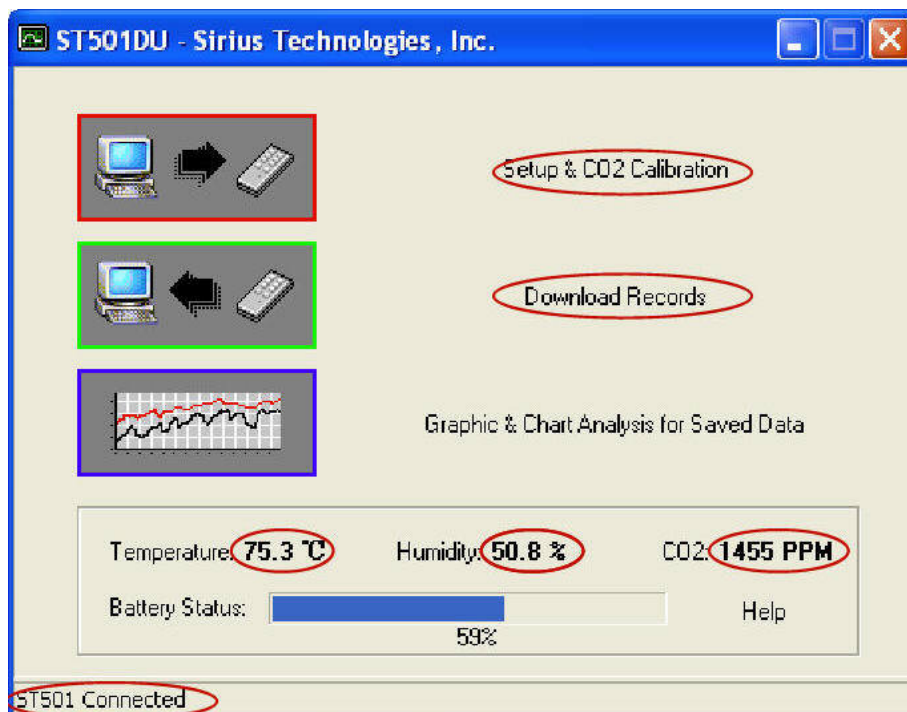 ST501DU - Sirius Technologies, Inc.
Setup & CO2 Calibration
Download Records
Graphic & Chart Analysis for Saved Data
Temperature: 75.3 ℃ Humidity: 50.8 % CO2: 1455 PPM
Battery Status: Help
59%
ST501 Connected